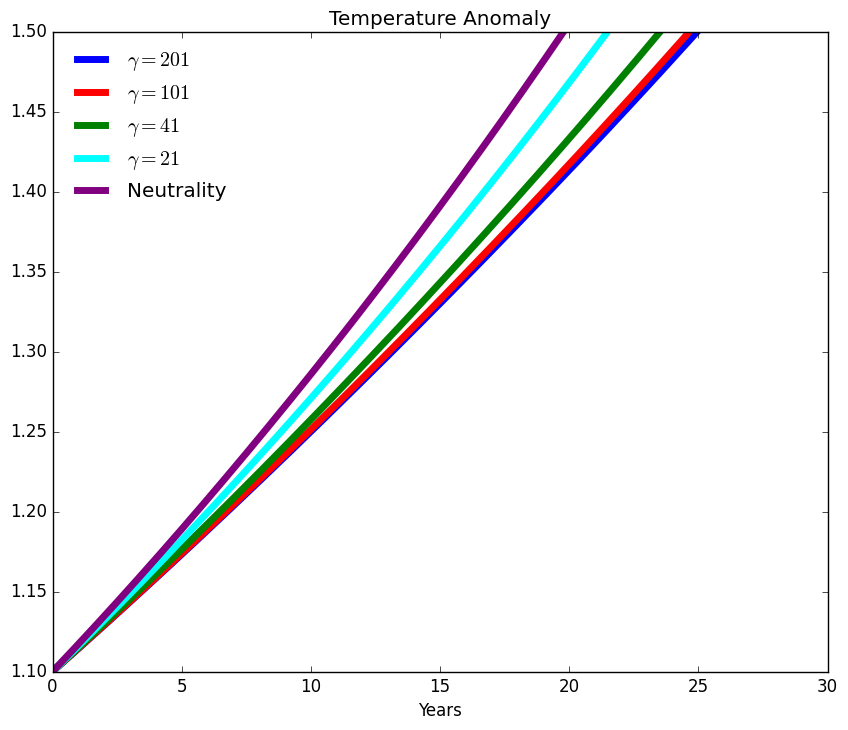 Temperature Anomaly
1.50
1.45
1.40
1.35
1.30
1.25
1.20
1.15
1.10
γ = 201
γ = 101
γ = 41
γ = 21
Neutrality
0 5 10 15 20 25 30
Years